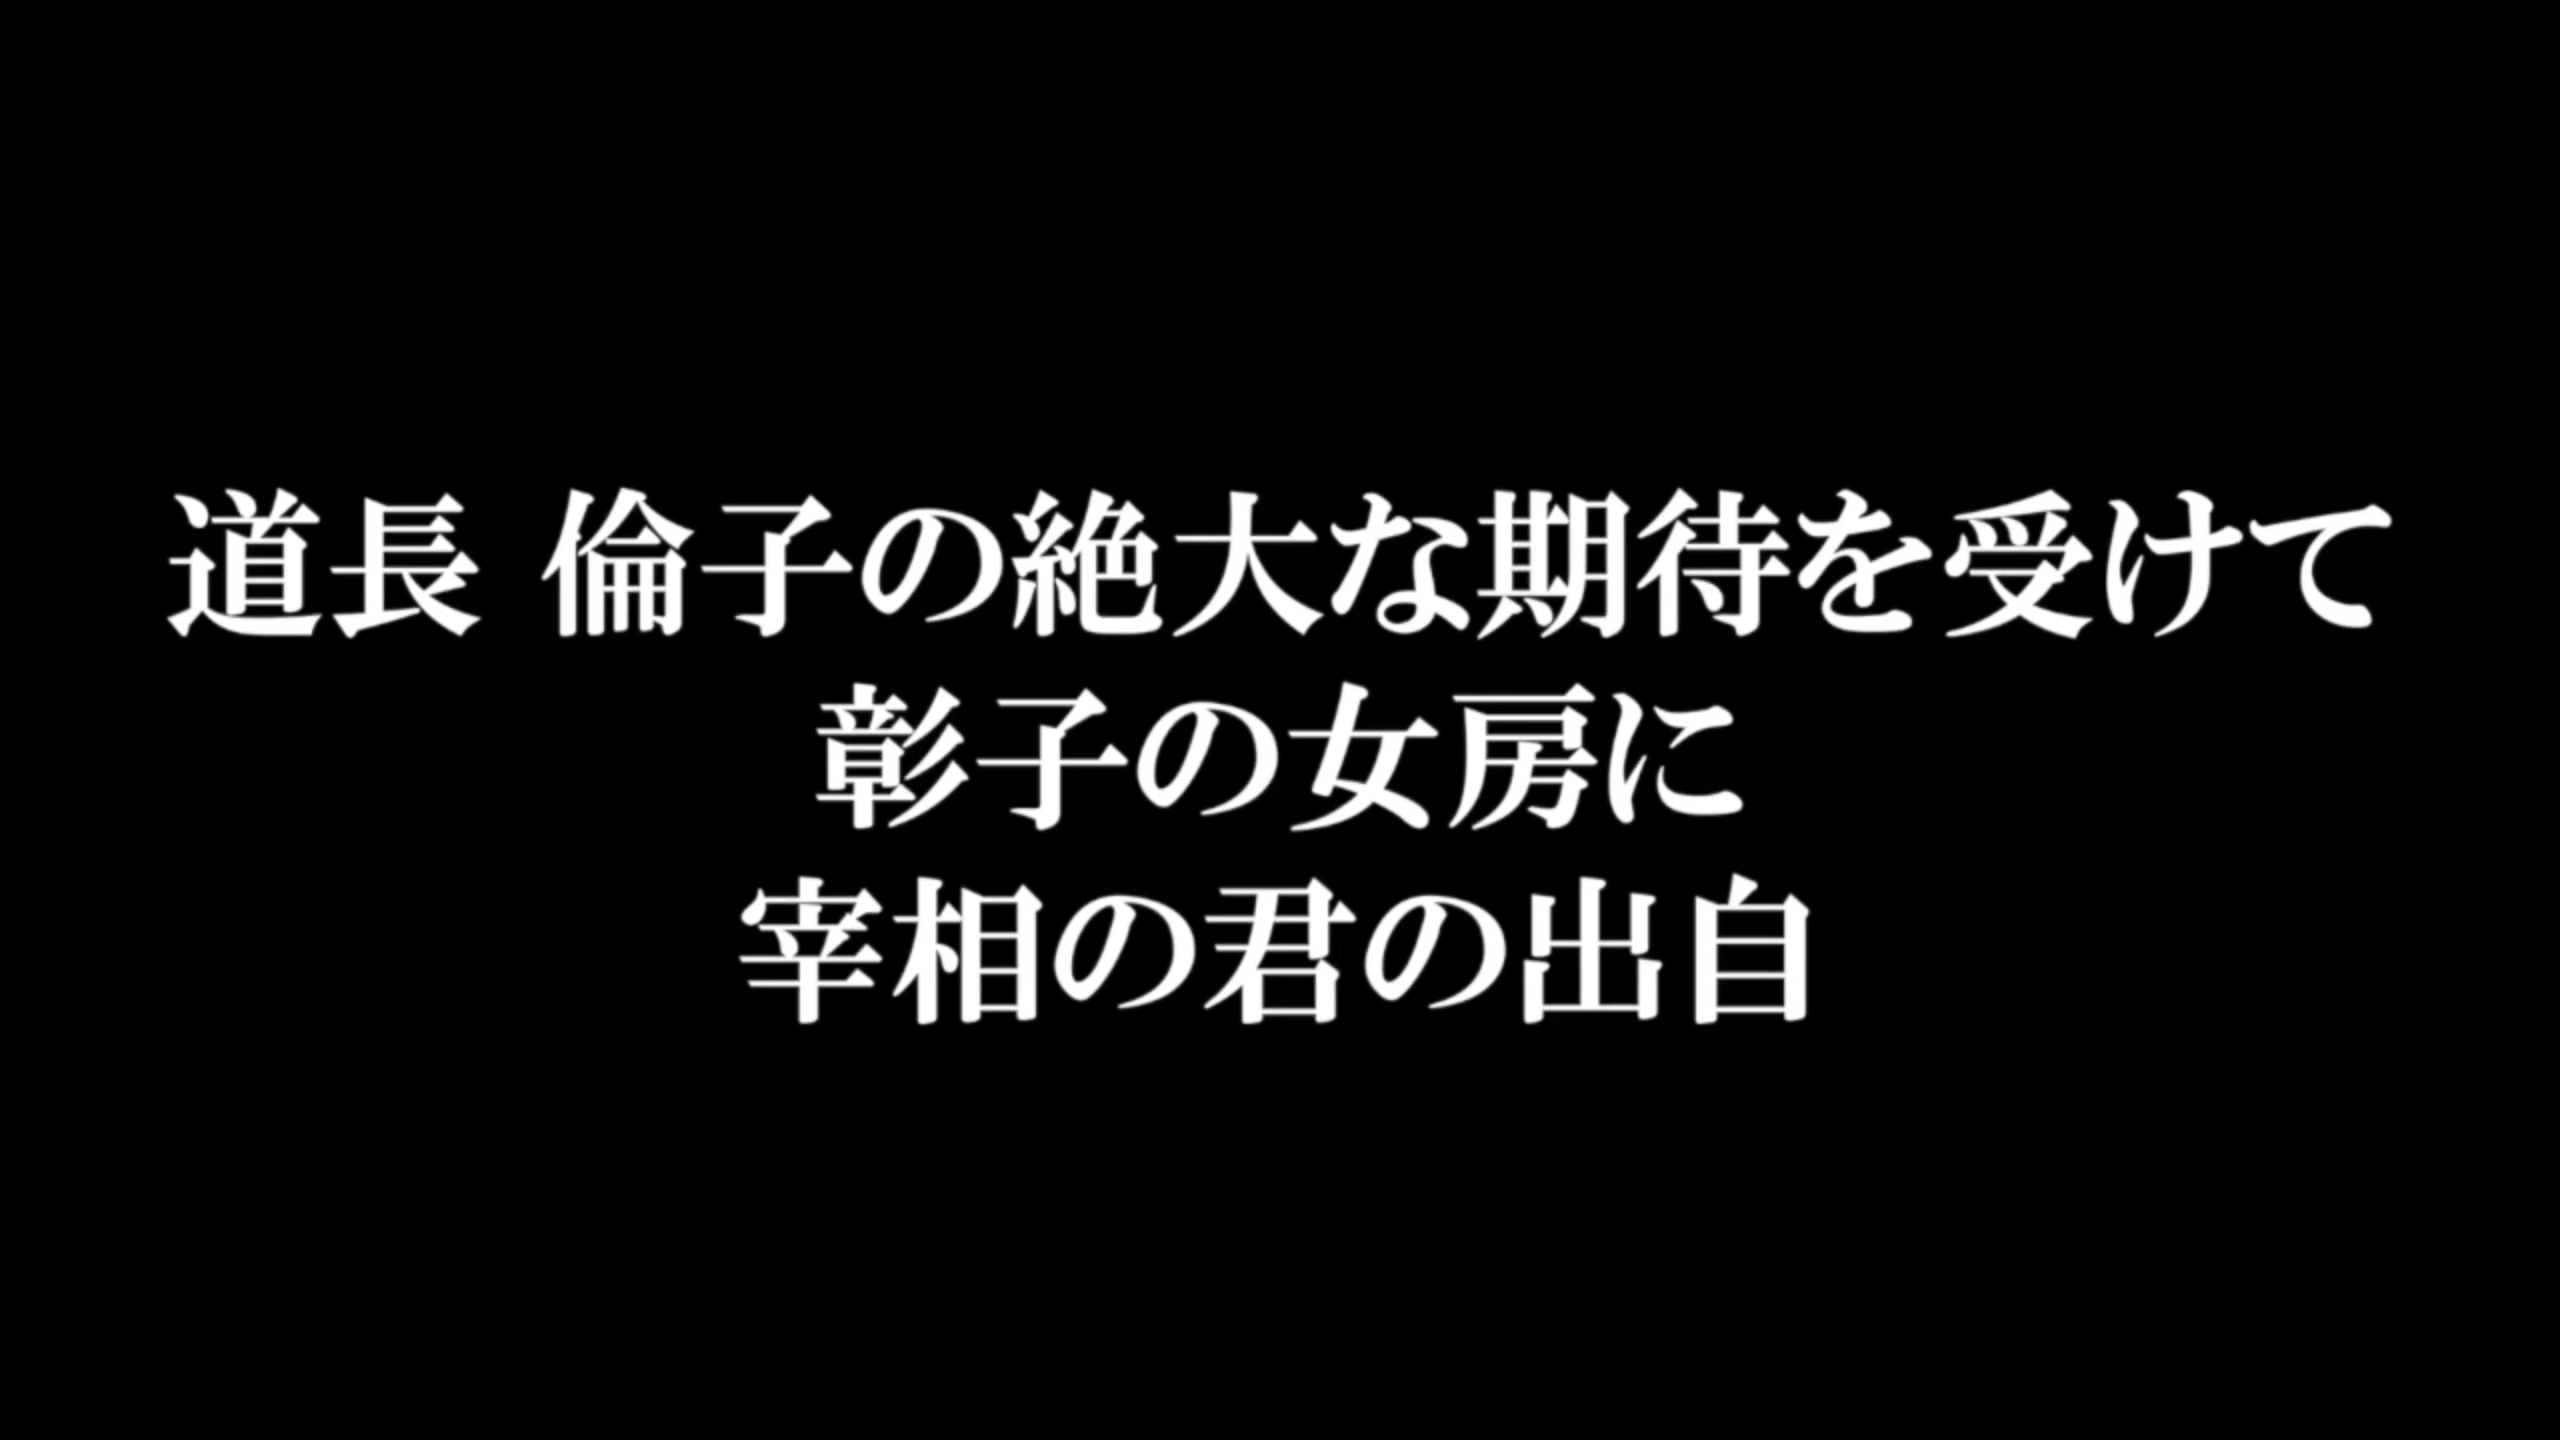 道長 倫子の絶大な期待を受けて
彰子の女房に
宰相の君の出自